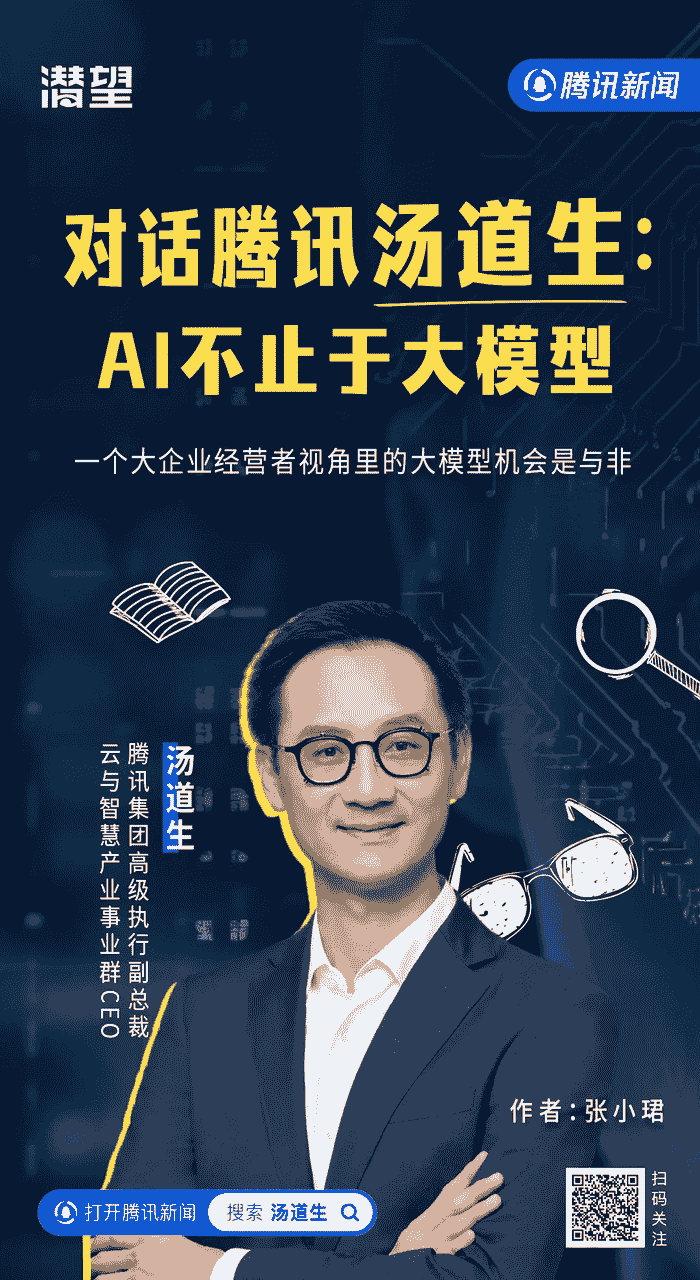 潜望
腾讯新闻
对话腾讯汤道生:
AI不止于大模型
一个大企业经营者视角里的大模型机会是与非
汤道生
腾讯集团高级执行副总裁
云与智慧产业事业群CEO
作者:张小珺
扫码关注
打开腾讯新闻
搜索 汤道生